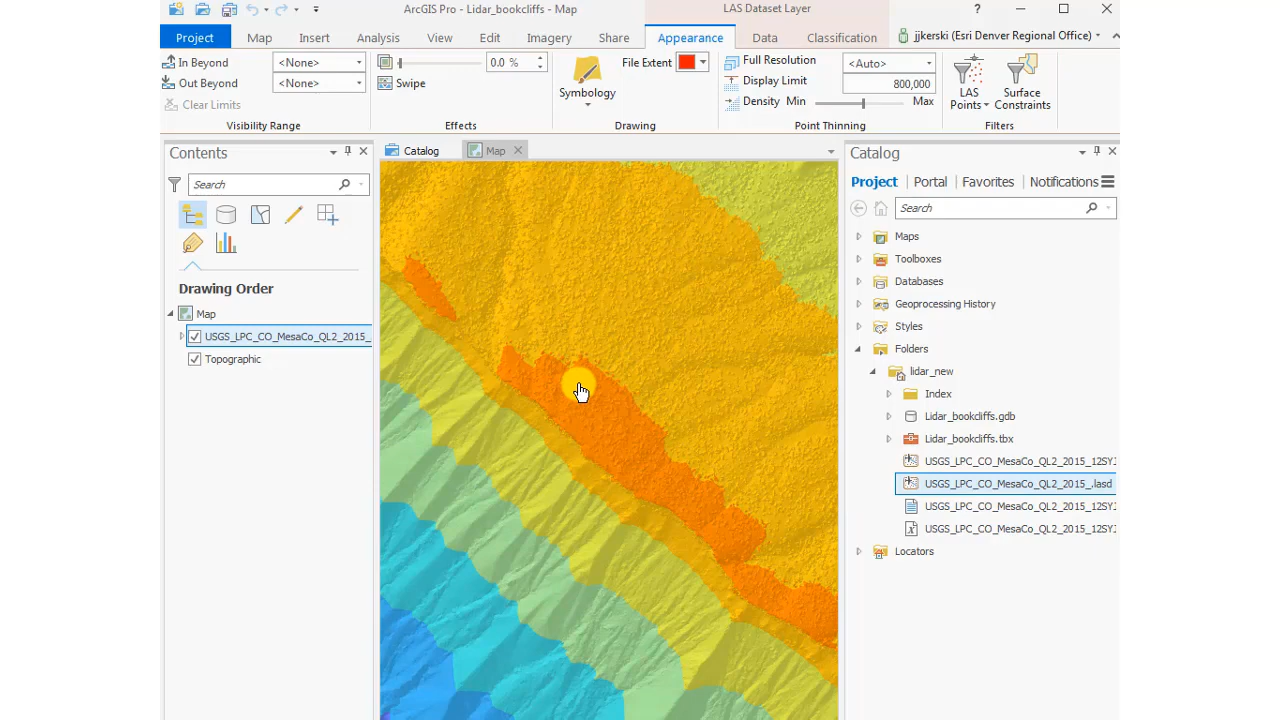 ArcGIS Pro - Lidar_bookcliffs - Map
LAS Dataset Layer
?
Project
Map
Insert
Analysis
View
Edit
Imagery
Share
Appearance
Data
Classification
jjkerski (Esri Denver Regional Office)
In Beyond
<None>
Out Beyond
<None>
Clear Limits
Visibility Range
0.0 %
Swipe
Effects
Symbology
File Extent
Drawing
Full Resolution
<Auto>
Display Limit
800,000
Density Min
Max
Point Thinning
LAS
Points
Surface
Constraints
Filters
Contents
Search
Drawing Order
Map
USGS_LPC_CO_MesaCo_QL2_2015_
Topographic
Catalog
Map
Catalog
Project
Portal
Favorites
Notifications
Search
Maps
Toolboxes
Databases
Geoprocessing History
Styles
Folders
lidar_new
Index
Lidar_bookcliffs.gdb
Lidar_bookcliffs.tbx
USGS_LPC_CO_MesaCo_QL2_2015_12SYJ
USGS_LPC_CO_MesaCo_QL2_2015_.lasd
USGS_LPC_CO_MesaCo_QL2_2015_12SYJ
USGS_LPC_CO_MesaCo_QL2_2015_12SYJ
Locators